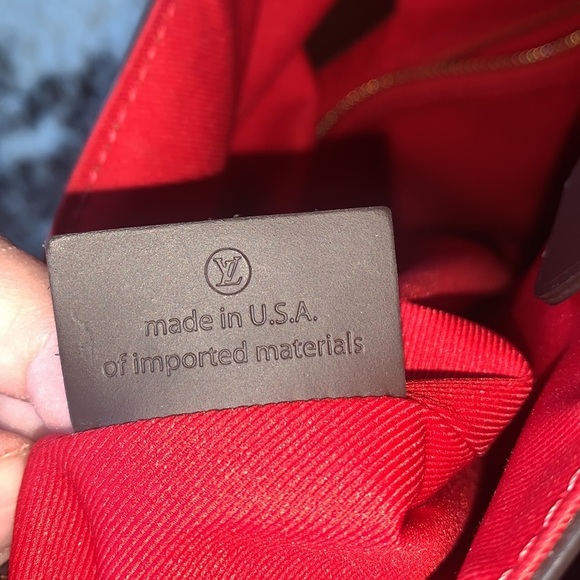 LV
made in U.S.A.
of imported materials